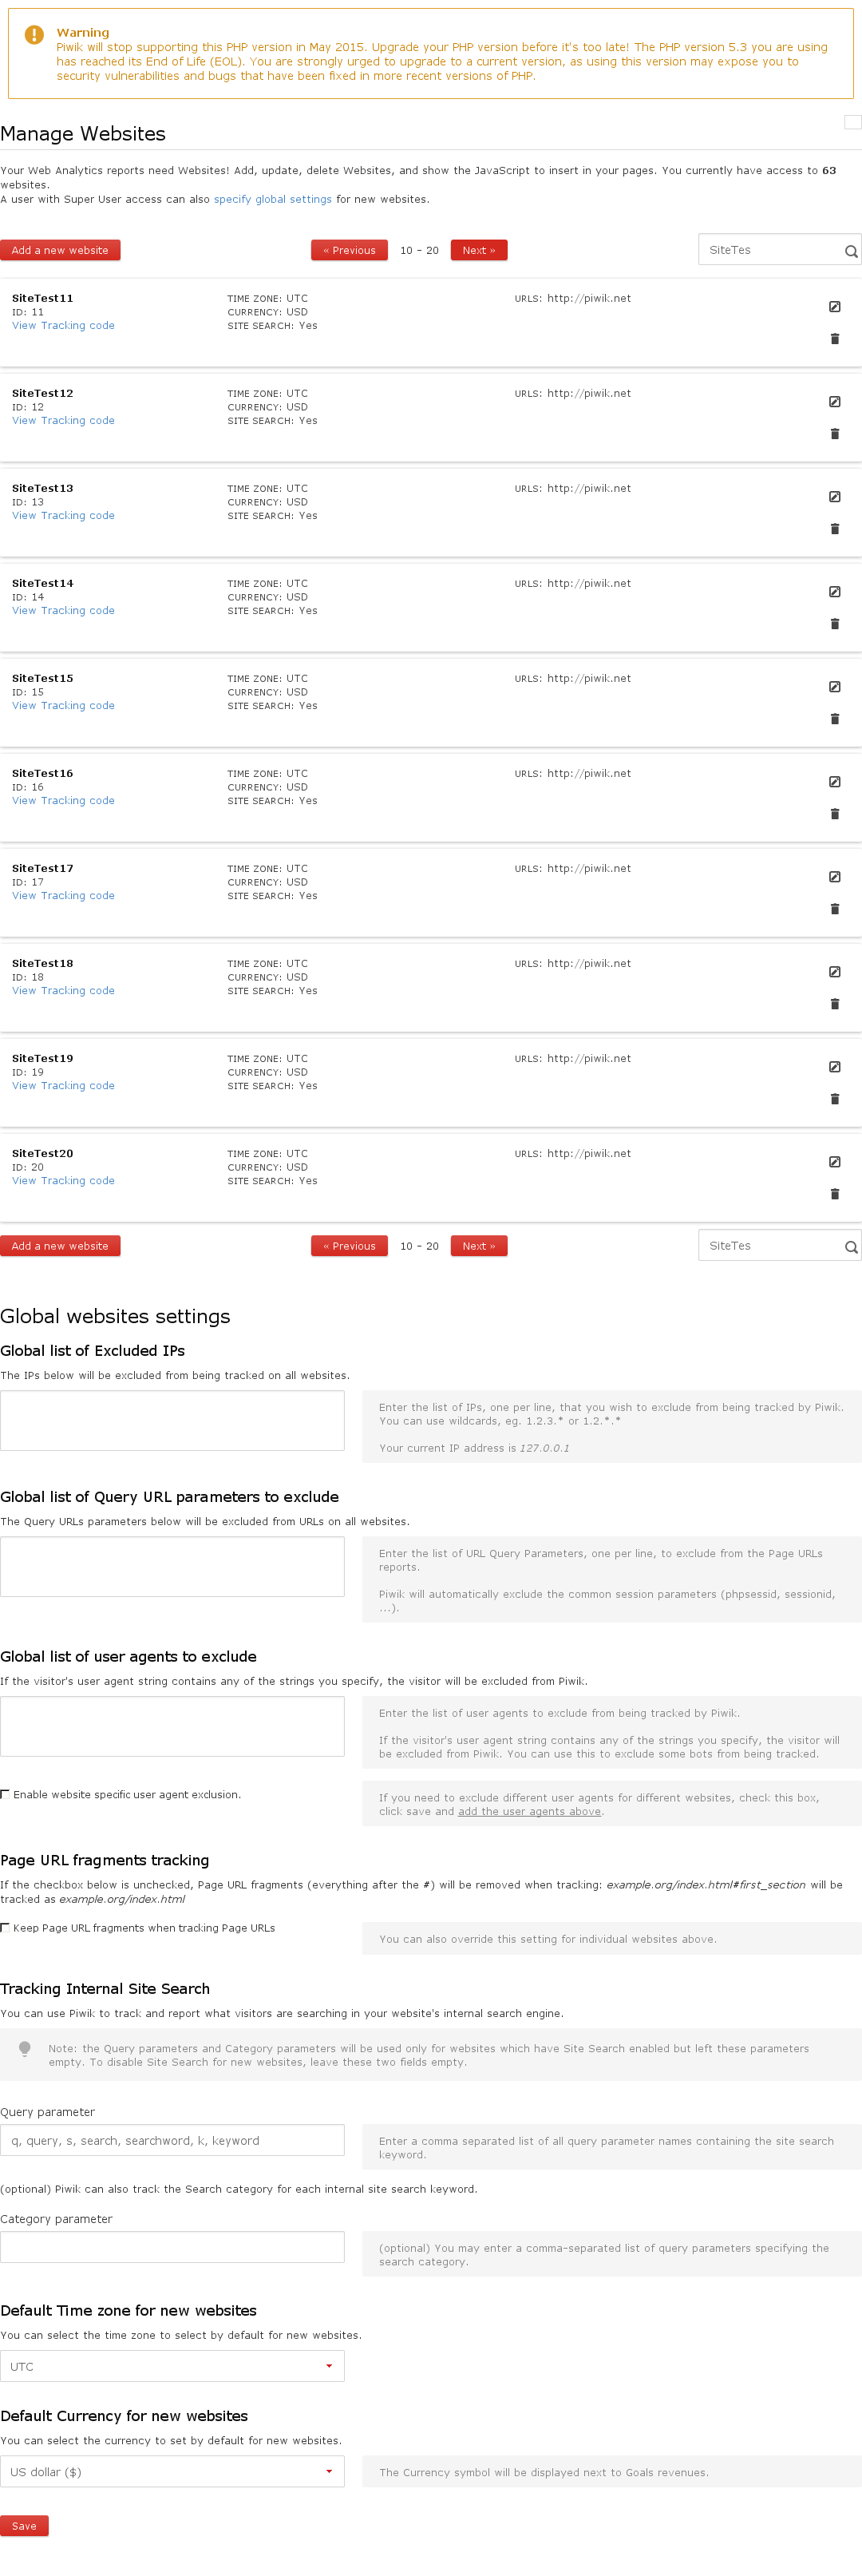 Warning
Piwik will stop supporting this PHP version in May 2015. Upgrade your PHP version before it's too late! The PHP version 5.3 you are using
has reached its End of Life (EOL). You are strongly urged to upgrade to a current version, as using this version may expose you to
security vulnerabilities and bugs that have been fixed in more recent versions of PHP.
Manage Websites
Your Web Analytics reports need Websites! Add, update, delete Websites, and show the JavaScript to insert in your pages. You currently have access to 63
websites.
A user with Super User access can also specify global settings for new websites.
Add a new website « Previous 10 - 20 Next » SiteTes
SiteTest11 TIME ZONE: UTC URLS: http://piwik.net
ID: 11 CURRENCY: USD
View Tracking code SITE SEARCH: Yes
SiteTest12 TIME ZONE: UTC URLS: http://piwik.net
ID: 12 CURRENCY: USD
View Tracking code SITE SEARCH: Yes
SiteTest13 TIME ZONE: UTC URLS: http://piwik.net
ID: 13 CURRENCY: USD
View Tracking code SITE SEARCH: Yes
SiteTest14 TIME ZONE: UTC URLS: http://piwik.net
ID: 14 CURRENCY: USD
View Tracking code SITE SEARCH: Yes
SiteTest15 TIME ZONE: UTC URLS: http://piwik.net
ID: 15 CURRENCY: USD
View Tracking code SITE SEARCH: Yes
SiteTest16 TIME ZONE: UTC URLS: http://piwik.net
ID: 16 CURRENCY: USD
View Tracking code SITE SEARCH: Yes
SiteTest17 TIME ZONE: UTC URLS: http://piwik.net
ID: 17 CURRENCY: USD
View Tracking code SITE SEARCH: Yes
SiteTest18 TIME ZONE: UTC URLS: http://piwik.net
ID: 18 CURRENCY: USD
View Tracking code SITE SEARCH: Yes
SiteTest19 TIME ZONE: UTC URLS: http://piwik.net
ID: 19 CURRENCY: USD
View Tracking code SITE SEARCH: Yes
SiteTest20 TIME ZONE: UTC URLS: http://piwik.net
ID: 20 CURRENCY: USD
View Tracking code SITE SEARCH: Yes
Add a new website « Previous 10 - 20 Next » SiteTes
Global websites settings
Global list of Excluded IPs
The IPs below will be excluded from being tracked on all websites.
Enter the list of IPs, one per line, that you wish to exclude from being tracked by Piwik.
You can use wildcards, eg. 1.2.3.* or 1.2.*.*
Your current IP address is 127.0.0.1
Global list of Query URL parameters to exclude
The Query URLs parameters below will be excluded from URLs on all websites.
Enter the list of URL Query Parameters, one per line, to exclude from the Page URLs
reports.
Piwik will automatically exclude the common session parameters (phpsessid, sessionid,
...).
Global list of user agents to exclude
If the visitor's user agent string contains any of the strings you specify, the visitor will be excluded from Piwik.
Enter the list of user agents to exclude from being tracked by Piwik.
If the visitor's user agent string contains any of the strings you specify, the visitor will
be excluded from Piwik. You can use this to exclude some bots from being tracked.
Enable website specific user agent exclusion.
If you need to exclude different user agents for different websites, check this box,
click save and add the user agents above.
Page URL fragments tracking
If the checkbox below is unchecked, Page URL fragments (everything after the #) will be removed when tracking: example.org/index.html#first_section will be
tracked as example.org/index.html
Keep Page URL fragments when tracking Page URLs
You can also override this setting for individual websites above.
Tracking Internal Site Search
You can use Piwik to track and report what visitors are searching in your website's internal search engine.
Note: the Query parameters and Category parameters will be used only for websites which have Site Search enabled but left these parameters
empty. To disable Site Search for new websites, leave these two fields empty.
Query parameter
q, query, s, search, searchword, k, keyword
Enter a comma separated list of all query parameter names containing the site search
keyword.
(optional) Piwik can also track the Search category for each internal site search keyword.
Category parameter
(optional) You may enter a comma-separated list of query parameters specifying the
search category.
Default Time zone for new websites
You can select the time zone to select by default for new websites.
UTC
Default Currency for new websites
You can select the currency to set by default for new websites.
US dollar ($)
The Currency symbol will be displayed next to Goals revenues.
Save